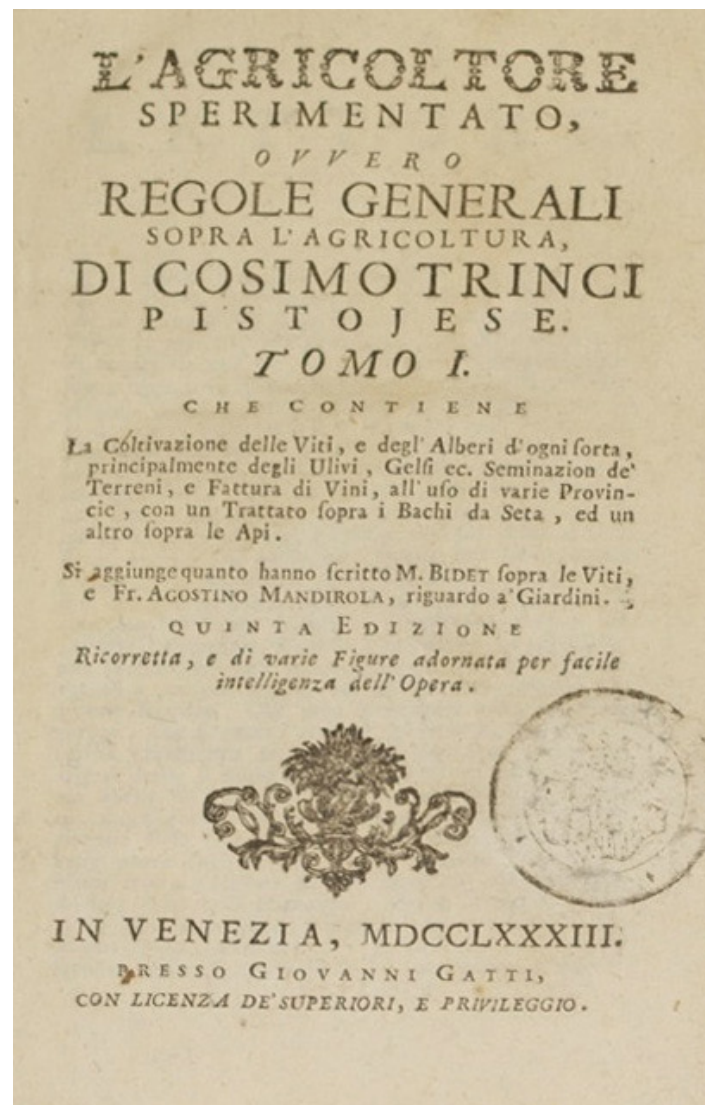 L'AGRICOLTORE
SPERIMENTATO,
OVVERO
REGOLE GENERALI
SOPRA L'AGRICOLTURA,
DI COSIMO TRINCI
PISTOJESE.
TOMO I.
CHE CONTIENE
La Coltivazione delle Viti, e degl' Alberi d'ogni ſorta,
principalmente degli Ulivi, Gelſi ec. Seminazion de'
Terreni, e Fattura di Vini, all' uſo di varie Provin-
cie, con un Trattato ſopra i Bachi da Seta, ed un
altro ſopra le Api.
Si aggiunge quanto hanno ſcritto M. BIDET ſopra le Viti,
e Fr. AGOSTINO MANDIROLA, riguardo a' Giardini.
QUINTA EDIZIONE
Ricorretta, e di varie Figure adornata per facile
intelligenza dell' Opera.
IN VENEZIA, MDCCLXXXIII.
PRESSO GIOVANNI GATTI,
CON LICENZA DE' SUPERIORI, E PRIVILEGGIO.